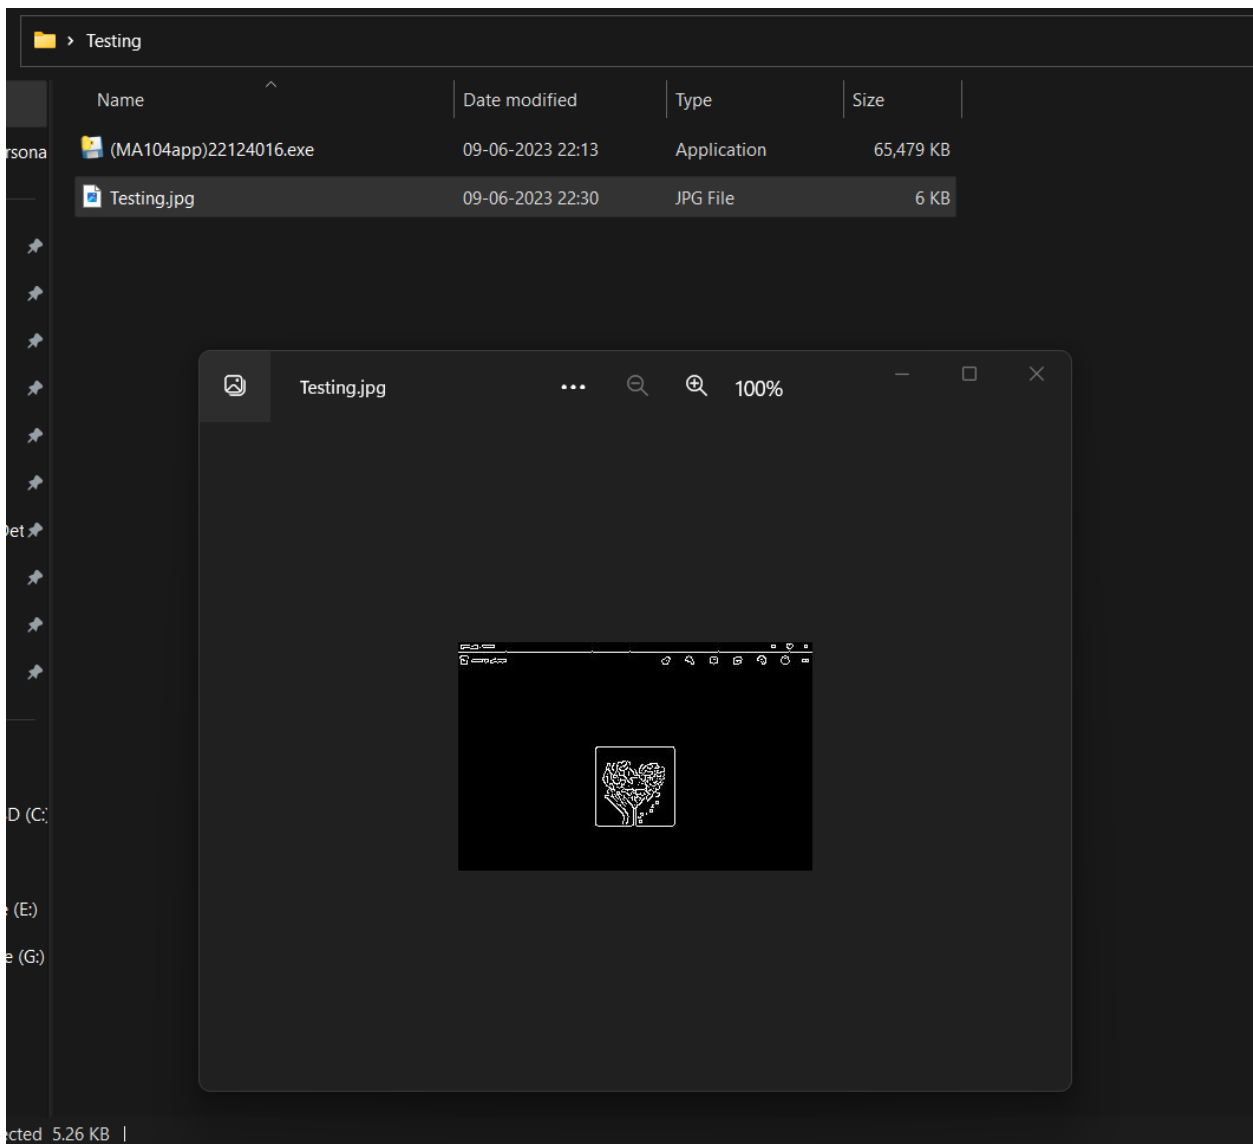 Testing
Name Date modified Type Size
rsona
(MA104app)22124016.exe 09-06-2023 22:13 Application 65,479 KB
Testing.jpg 09-06-2023 22:30 JPG File 6 KB
Testing.jpg 100%
Det
D (C:)
(E:)
e (G:)
cted 5.26 KB